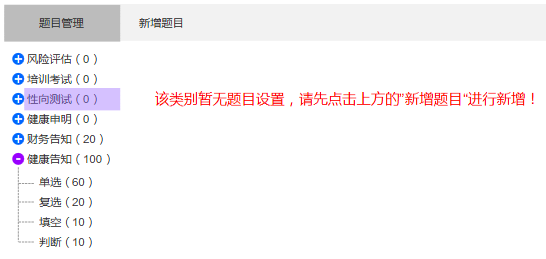 题目管理 新增题目
风险评估（0）
培训考试（0）
性向测试（0）
该类别暂无题目设置，请先点击上方的"新增题目"进行新增！
健康申明（0）
财务告知（20）
健康告知（100）
单选（60）
复选（20）
填空（10）
判断（10）